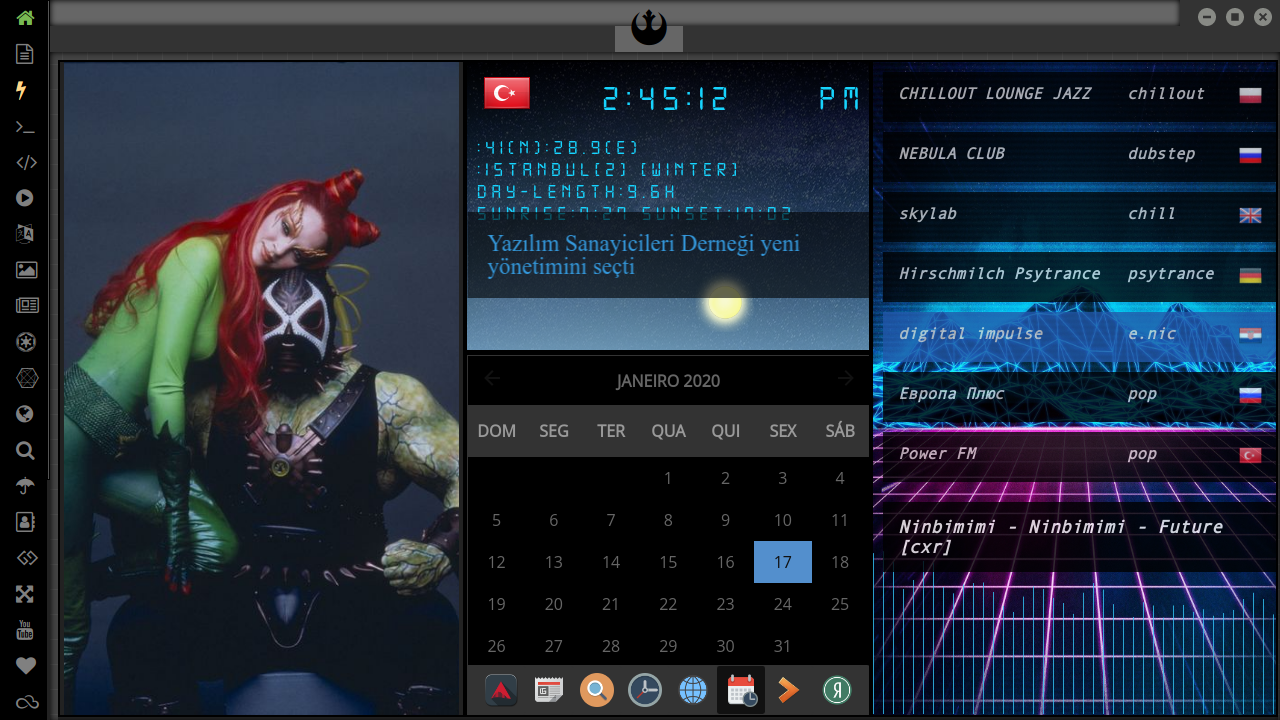 2:45:12 PM
:41(N):28.9(E)
:ISTANBUL(2) (WINTER)
DAY-LENGTH:9.6H
SUNRISE:7:27 SUNSET:17:02
Yazılım Sanayicileri Derneği yeni
yönetimini seçti
JANEIRO 2020
DOM SEG TER QUA QUI SEX SÁB
1 2 3 4
5 6 7 8 9 10 11
12 13 14 15 16 17 18
19 20 21 22 23 24 25
26 27 28 29 30 31
CHILLOUT LOUNGE JAZZ chillout
NEBULA CLUB dubstep
skylab chill
Hirschmilch Psytrance psytrance
digital impulse e.nic
Европа Плюс pop
Power FM pop
Ninbimimi - Ninbimimi - Future
[cxr]
You
Tube
Я